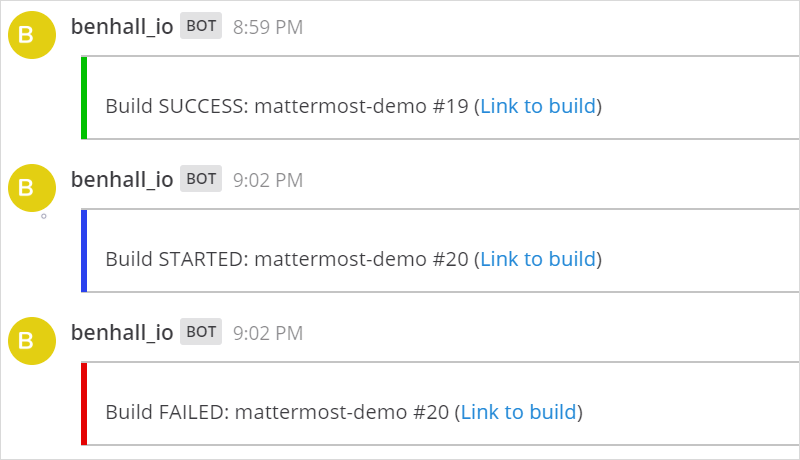 B benhall_io BOT 8:59 PM
Build SUCCESS: mattermost-demo #19 (Link to build)
B benhall_io BOT 9:02 PM
Build STARTED: mattermost-demo #20 (Link to build)
B benhall_io BOT 9:02 PM
Build FAILED: mattermost-demo #20 (Link to build)